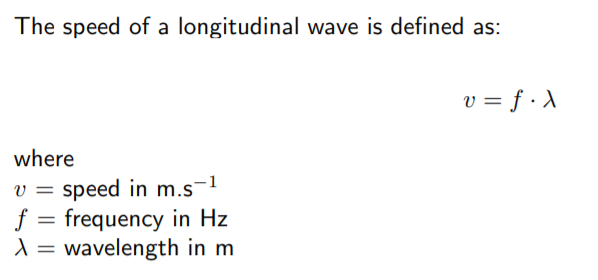 The speed of a longitudinal wave is defined as:
v = f · λ
where
v = speed in m.s⁻¹
f = frequency in Hz
λ = wavelength in m